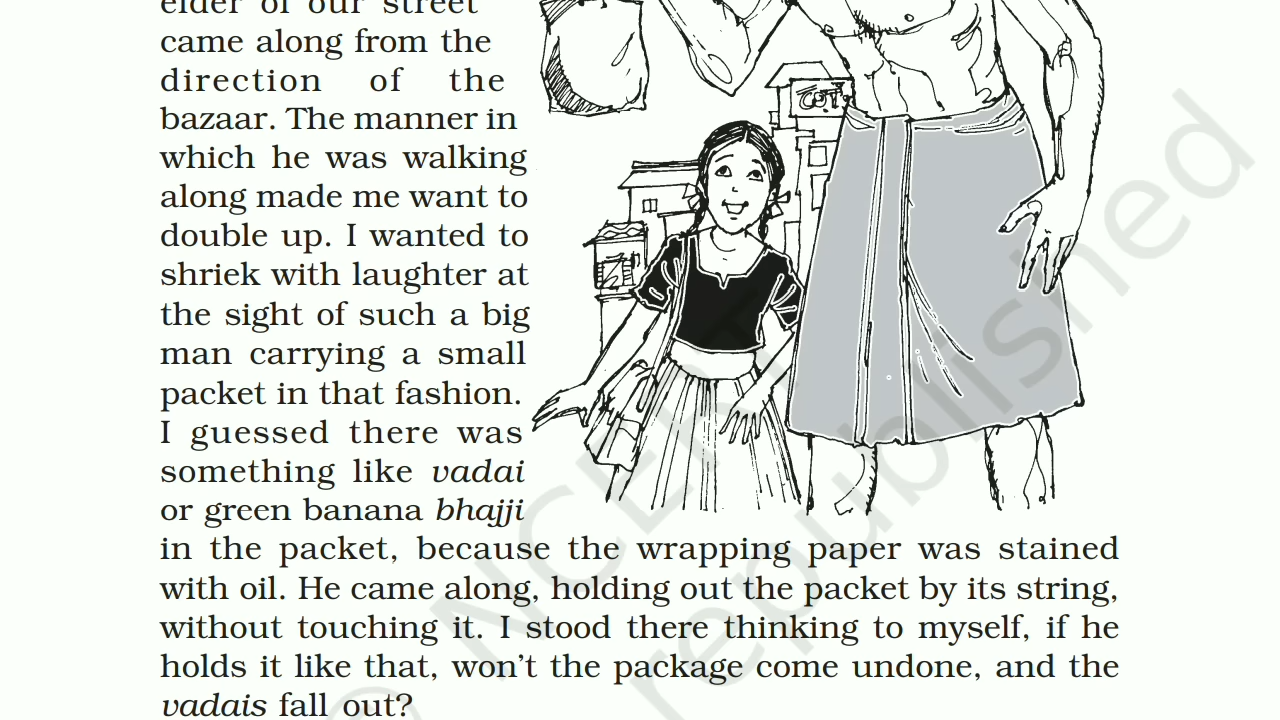 elder of our street
came along from the
direction of the
bazaar. The manner in
which he was walking
along made me want to
double up. I wanted to
shriek with laughter at
the sight of such a big
man carrying a small
packet in that fashion.
I guessed there was
something like vadai
or green banana bhajji
in the packet, because the wrapping paper was stained
with oil. He came along, holding out the packet by its string,
without touching it. I stood there thinking to myself, if he
holds it like that, won’t the package come undone, and the
vadais fall out?
© NCERT
republished